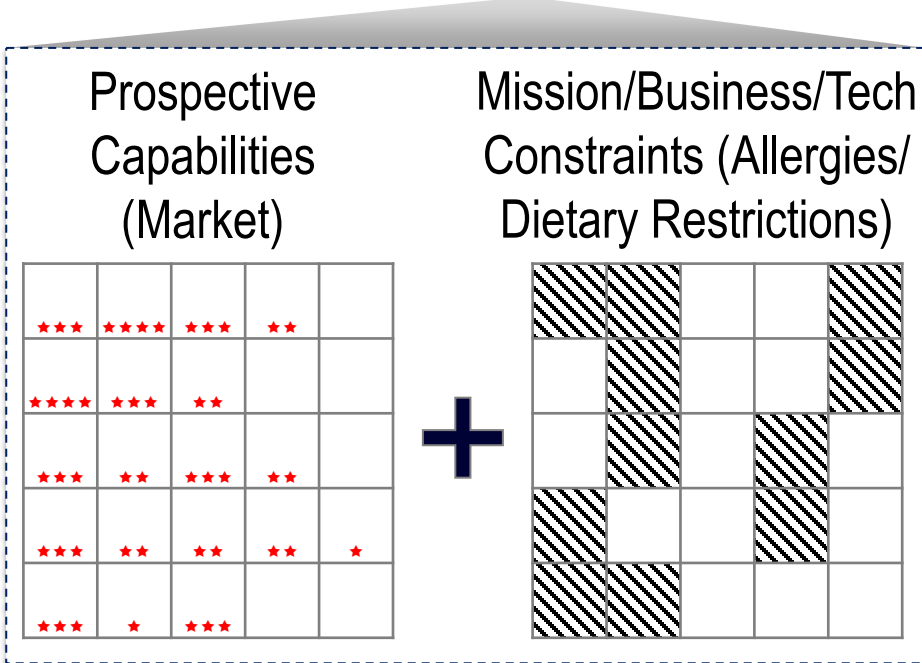 Prospective
Capabilities
(Market)
Mission/Business/Tech
Constraints (Allergies/
Dietary Restrictions)